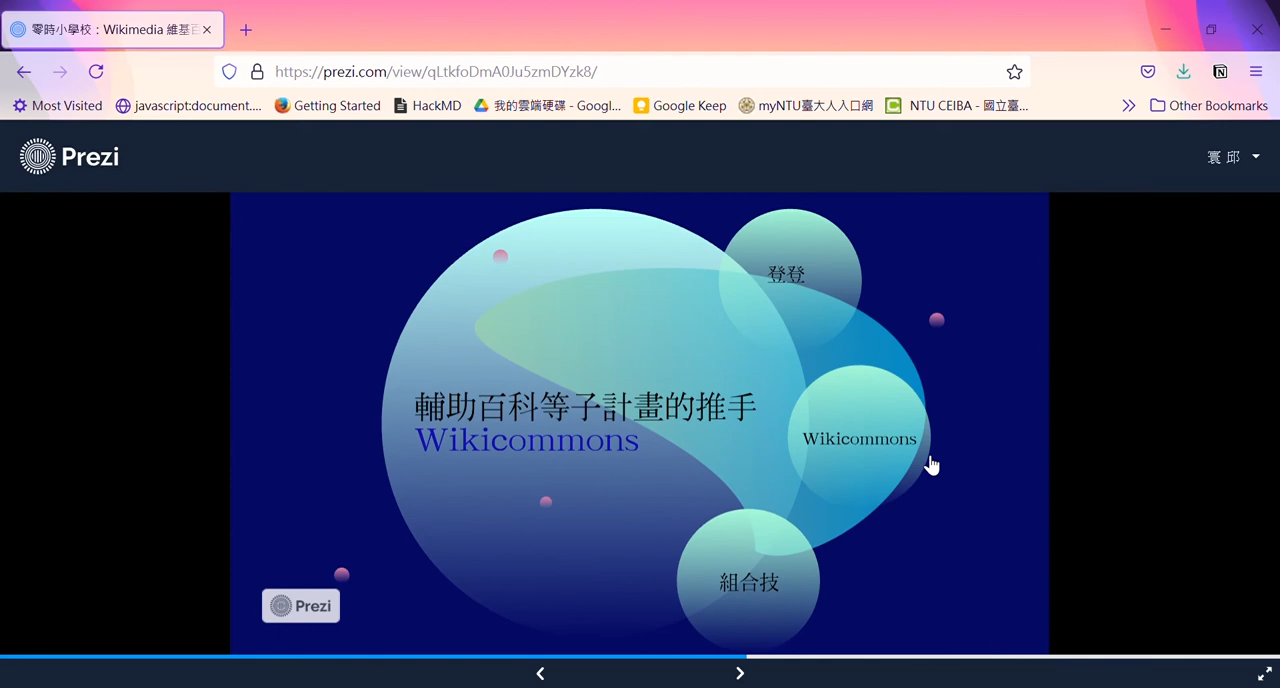 零時小學校：Wikimedia 維基
https://prezi.com/view/qLtkfoDmA0Ju5zmDYzk8/
Most Visited
javascript:document....
Getting Started
HackMD
我的雲端硬碟 - Googl...
Google Keep
myNTU臺大人入口網
NTU CEIBA - 國立臺...
Other Bookmarks
Prezi
寰 邱
登登
輔助百科等子計畫的推手
Wikicommons
Wikicommons
組合技
Prezi